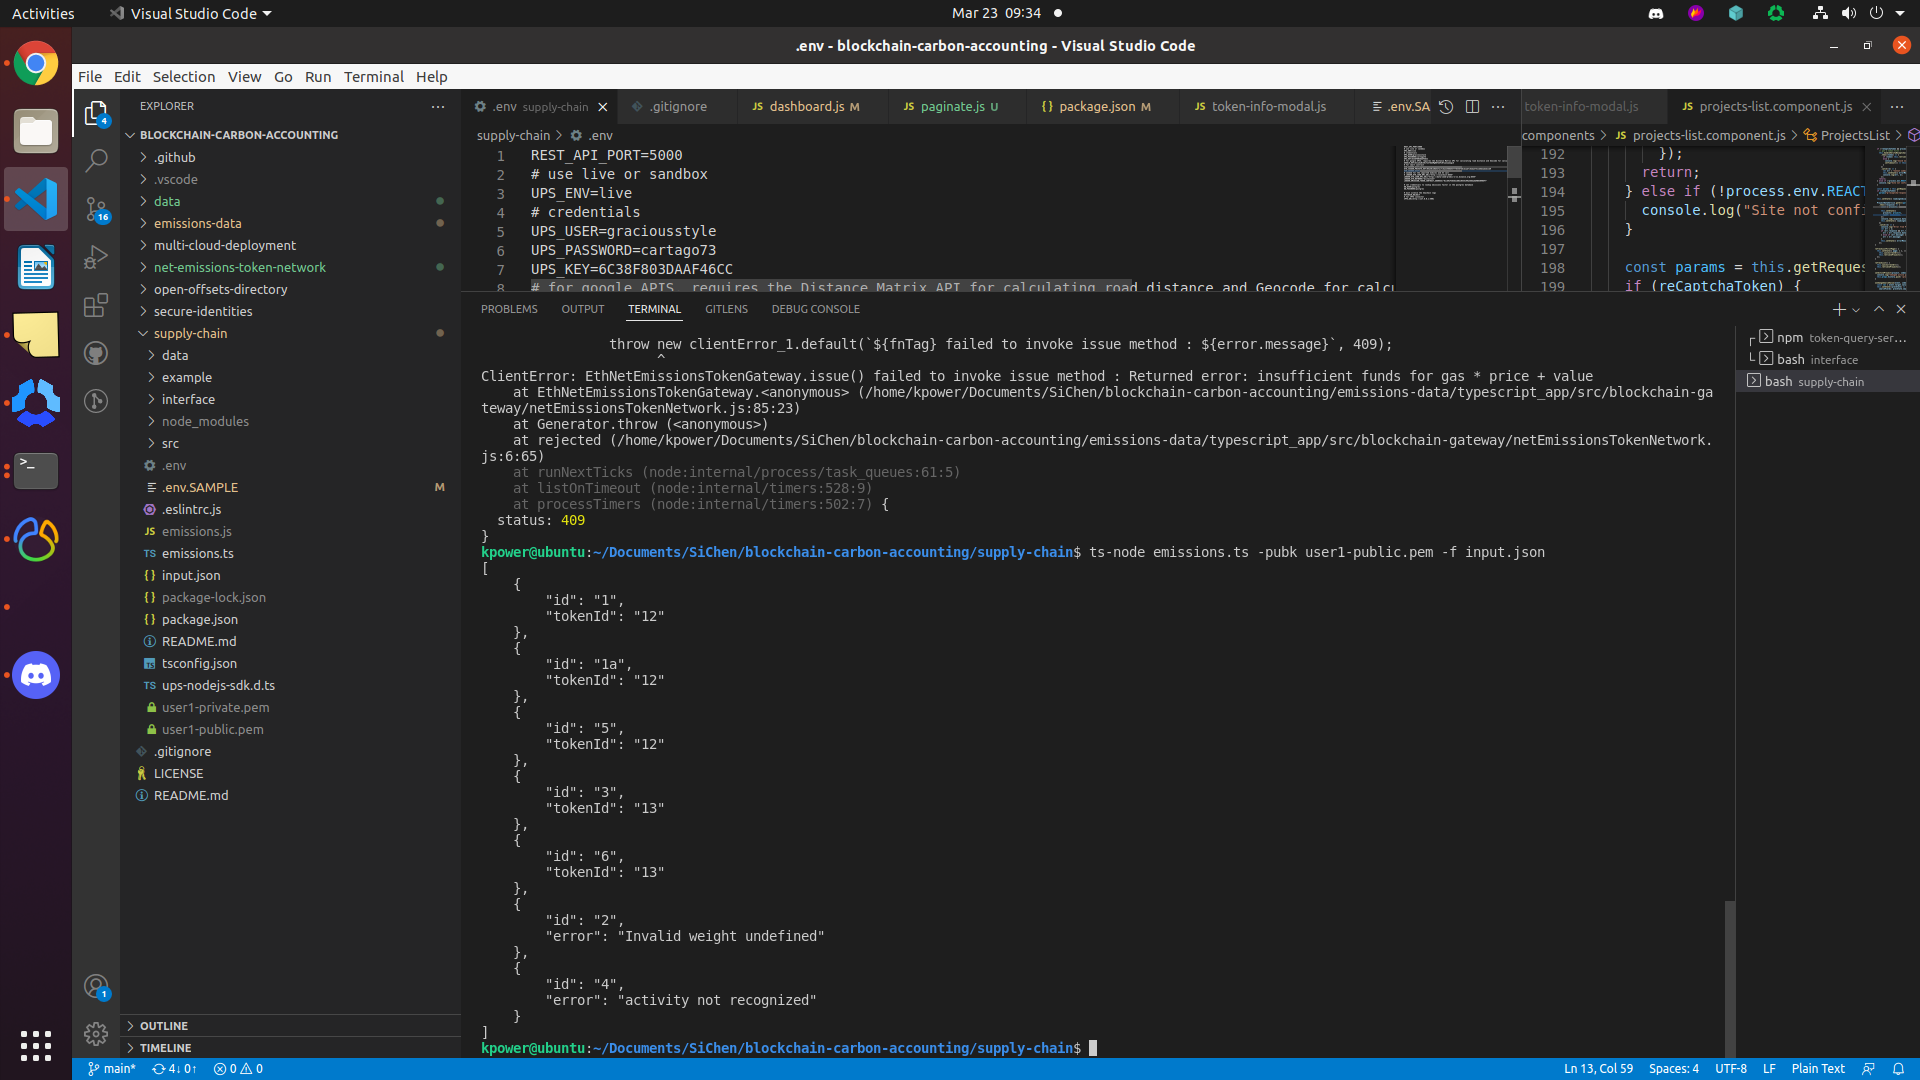 Activities
Visual Studio Code
Mar 23 09:34
.env - blockchain-carbon-accounting - Visual Studio Code
File Edit Selection View Go Run Terminal Help
EXPLORER
BLOCKCHAIN-CARBON-ACCOUNTING
.github
.vscode
data
emissions-data
multi-cloud-deployment
net-emissions-token-network
open-offsets-directory
secure-identities
supply-chain
data
example
interface
node_modules
src
.env
.env.SAMPLE M
.eslintrc.js
JS emissions.js
TS emissions.ts
{} input.json
{} package-lock.json
{} package.json
README.md
tsconfig.json
TS ups-nodejs-sdk.d.ts
user1-private.pem
user1-public.pem
.gitignore
LICENSE
README.md
OUTLINE
TIMELINE
4
16
1
.env supply-chain
.gitignore
JS dashboard.js M
JS paginate.js U
{} package.json M
JS token-info-modal.js
.env.SA
supply-chain > .env
1 REST_API_PORT=5000
2 # use live or sandbox
3 UPS_ENV=live
4 # credentials
5 UPS_USER=graciousstyle
6 UPS_PASSWORD=cartago73
7 UPS_KEY=6C38F803DAAF46CC
8 # for google APIS, requires the Distance Matrix API for calculating road distance and Geocode for calcu
token-info-modal.js
JS projects-list.component.js
components > JS projects-list.component.js > ProjectsList >
192 });
193 return;
194 } else if (!process.env.REACT
195 console.log("Site not confi
196 }
197
198 const params = this.getReques
199 if (reCaptchaToken) {
PROBLEMS OUTPUT TERMINAL GITLENS DEBUG CONSOLE
throw new clientError_1.default(`${fnTag} failed to invoke issue method : ${error.message}`, 409);
^
ClientError: EthNetEmissionsTokenGateway.issue() failed to invoke issue method : Returned error: insufficient funds for gas * price + value
at EthNetEmissionsTokenGateway.<anonymous> (/home/kpower/Documents/SiChen/blockchain-carbon-accounting/emissions-data/typescript_app/src/blockchain-ga
teway/netEmissionsTokenNetwork.js:85:23)
at Generator.throw (<anonymous>)
at rejected (/home/kpower/Documents/SiChen/blockchain-carbon-accounting/emissions-data/typescript_app/src/blockchain-gateway/netEmissionsTokenNetwork.
js:6:65)
at runNextTicks (node:internal/process/task_queues:61:5)
at listOnTimeout (node:internal/timers:528:9)
at processTimers (node:internal/timers:502:7) {
status: 409
}
kpower@ubuntu:~/Documents/SiChen/blockchain-carbon-accounting/supply-chain$ ts-node emissions.ts -pubk user1-public.pem -f input.json
[
{
"id": "1",
"tokenId": "12"
},
{
"id": "1a",
"tokenId": "12"
},
{
"id": "5",
"tokenId": "12"
},
{
"id": "3",
"tokenId": "13"
},
{
"id": "6",
"tokenId": "13"
},
{
"id": "2",
"error": "Invalid weight undefined"
},
{
"id": "4",
"error": "activity not recognized"
}
]
kpower@ubuntu:~/Documents/SiChen/blockchain-carbon-accounting/supply-chain$
npm token-query-ser...
bash interface
bash supply-chain
main* 4↓ 0↑ 0 0
Ln 13, Col 59 Spaces: 4 UTF-8 LF Plain Text